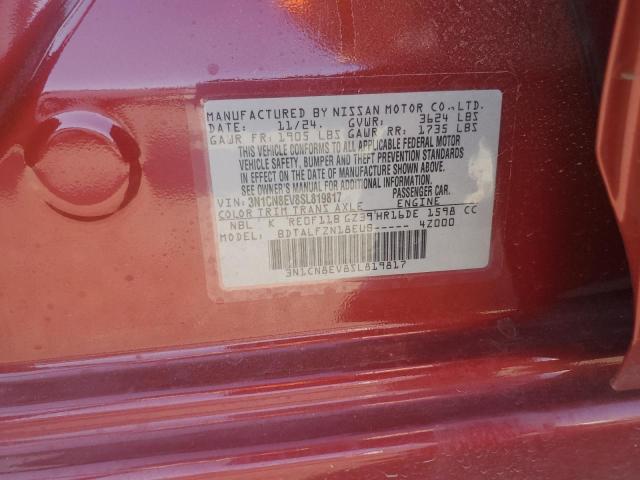 MANUFACTURED BY NISSAN MOTOR CO.,LTD.
DATE: 11/24. GVWR: 3624 LBS
GAWR FR: 1905 LBS GAWR RR: 1735 LBS
THIS VEHICLE CONFORMS TO ALL APPLICABLE FEDERAL MOTOR
VEHICLE SAFETY, BUMPER AND THEFT PREVENTION STANDARDS
IN EFFECT ON THE DATE OF MANUFACTURE SHOWN ABOVE.
SEE OWNER'S MANUAL FOR ADDITIONAL INFORMATION.
VIN: 3N1CN8EV8SL819817 PASSENGER CAR.
COLOR TRIM TRANS AXLE ENGINE
NBL K RE0F11B GZ39 HR16DE 1598 CC
MODEL: BDTALFZN18EUS-----4Z000
3N1CN8EV8SL819817